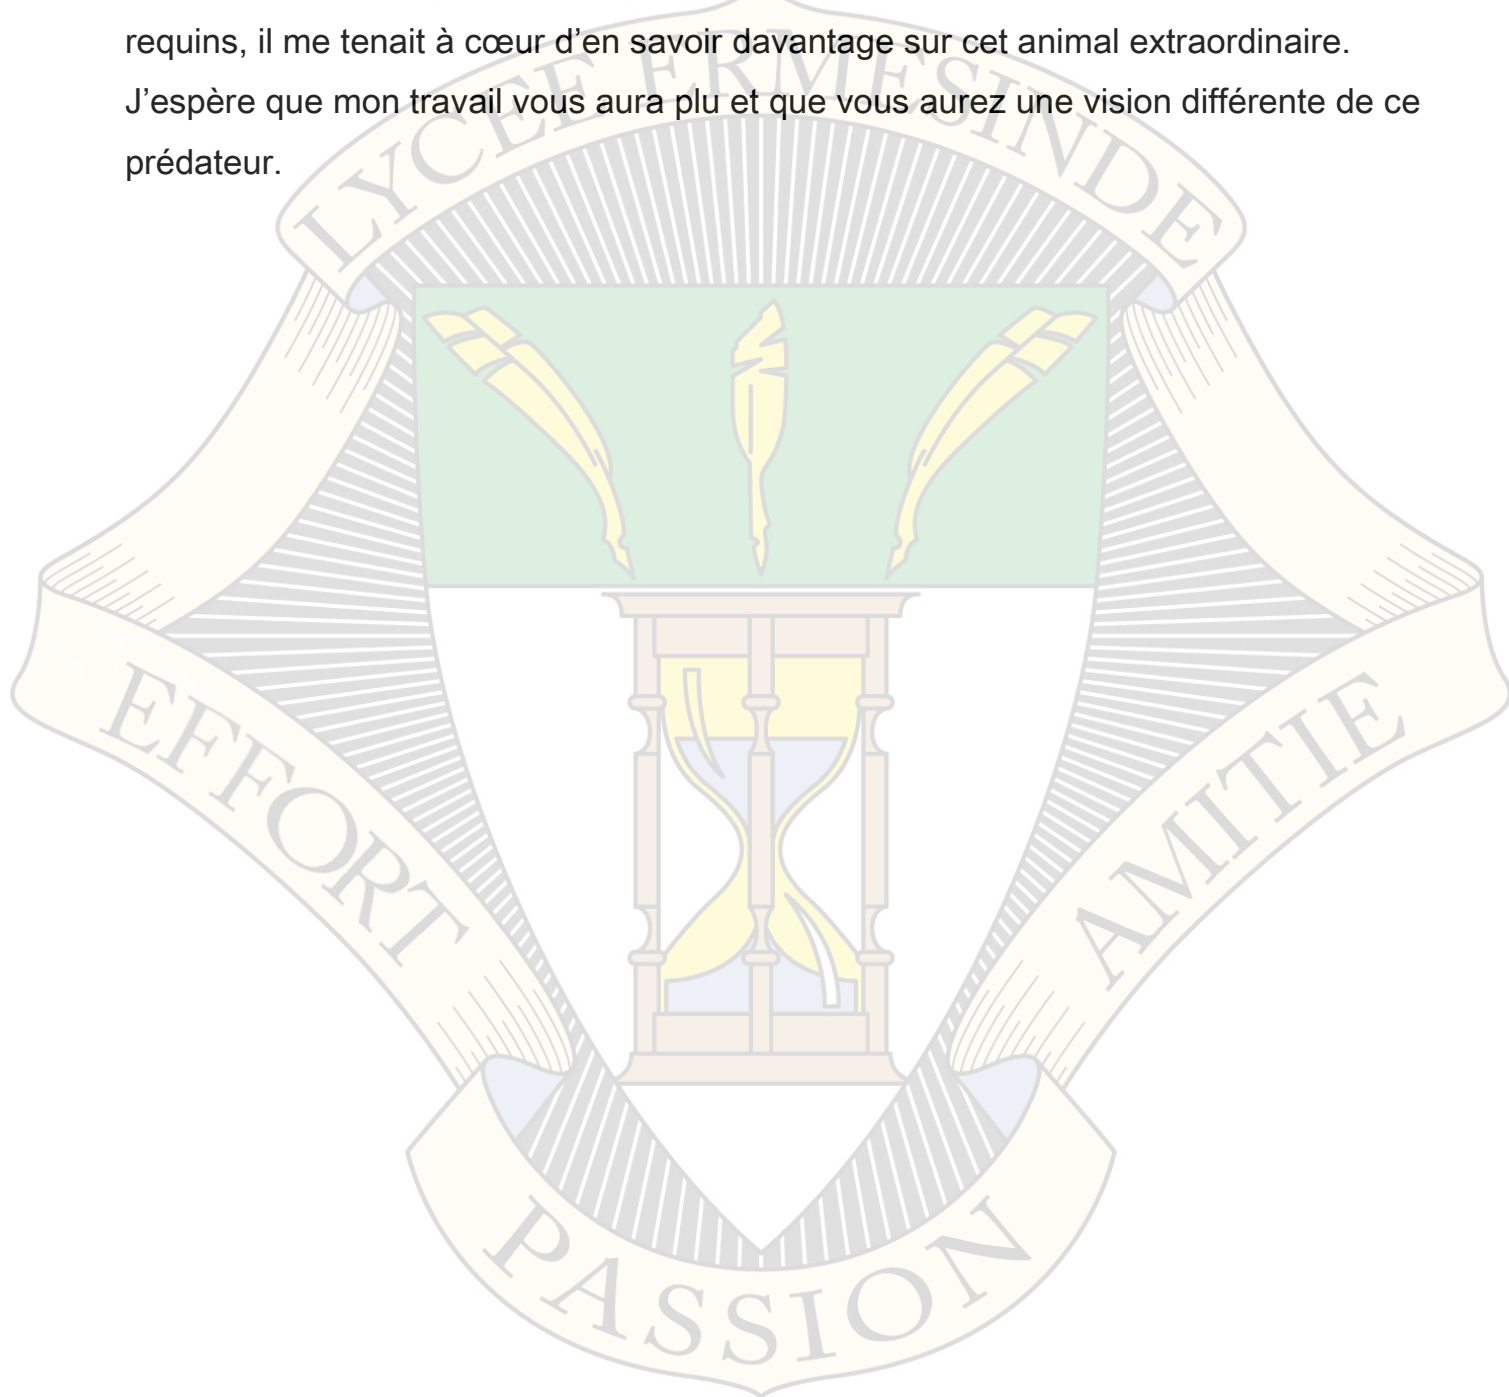 requins, il me tenait à cœur d’en savoir davantage sur cet animal extraordinaire.
J’espère que mon travail vous aura plu et que vous aurez une vision différente de ce
prédateur.
LYCEE ERMESINDE
EFFORT
AMITIE
PASSION